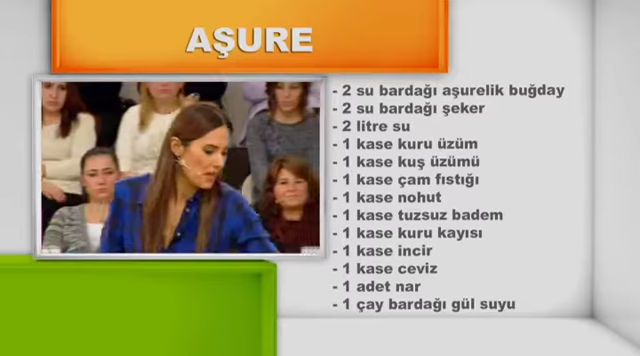 AŞURE
- 2 su bardağı aşurelik buğday
- 2 su bardağı şeker
- 2 litre su
- 1 kase kuru üzüm
- 1 kase kuş üzümü
- 1 kase çam fıstığı
- 1 kase nohut
- 1 kase tuzsuz badem
- 1 kase kuru kayısı
- 1 kase incir
- 1 kase ceviz
- 1 adet nar
- 1 çay bardağı gül suyu